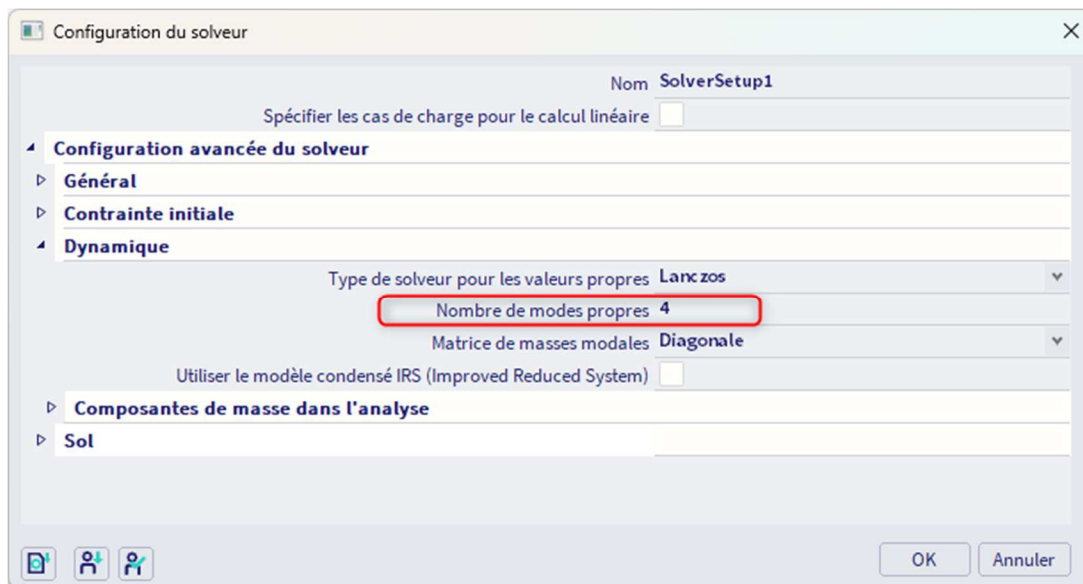 Configuration du solveur
Nom SolverSetup1
Spécifier les cas de charge pour le calcul linéaire
Configuration avancée du solveur
Général
Contrainte initiale
Dynamique
Type de solveur pour les valeurs propres Lanczos
Nombre de modes propres 4
Matrice de masses modales Diagonale
Utiliser le modèle condensé IRS (Improved Reduced System)
Composantes de masse dans l'analyse
Sol
OK Annuler